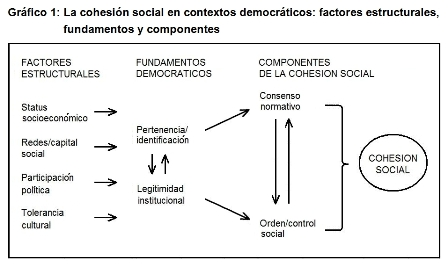 Gráfico 1: La cohesión social en contextos democráticos: factores estructurales,
fundamentos y componentes
FACTORES
ESTRUCTURALES
Status
socioeconómico
Redes/capital
social
Participación
política
Tolerancia
cultural
FUNDAMENTOS
DEMOCRATICOS
Pertenencia/
identificación
Legitimidad
institucional
COMPONENTES
DE LA COHESION SOCIAL
Consenso
normativo
Orden/control
social
COHESION
SOCIAL